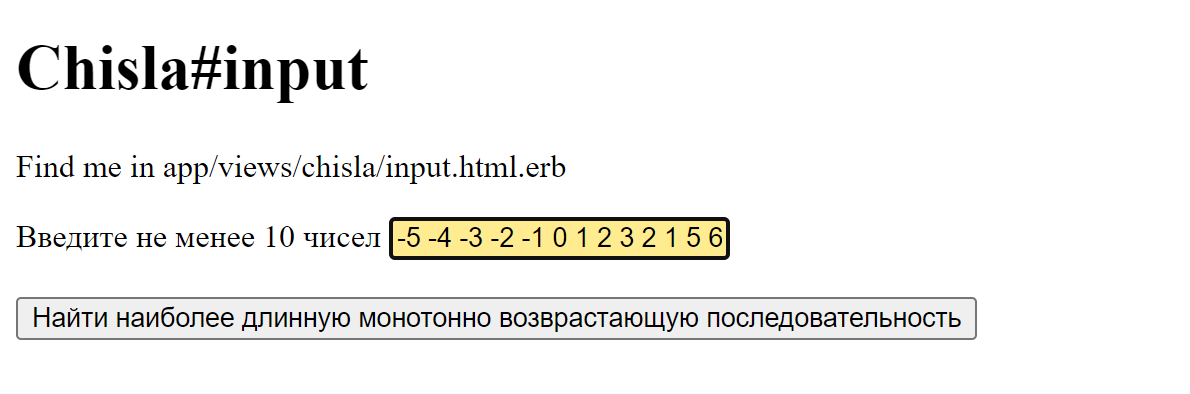 Chisla#input
Find me in app/views/chisla/input.html.erb
Введите не менее 10 чисел -5 -4 -3 -2 -1 0 1 2 3 2 1 5 6
Найти наиболее длинную монотонно возврастающую последовательность